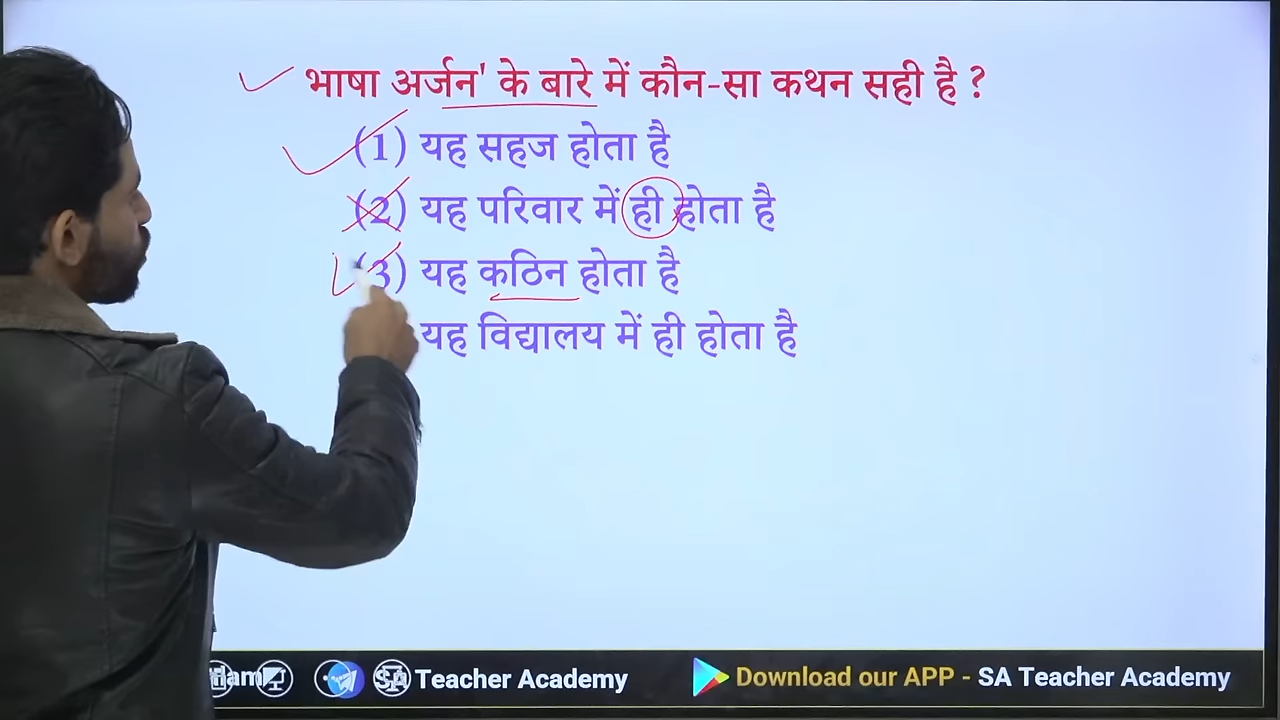 भाषा अर्जन' के बारे में कौन-सा कथन सही है ?
(1) यह सहज होता है
(2) यह परिवार में ही होता है
(3) यह कठिन होता है
यह विद्यालय में ही होता है
SA Teacher Academy
Download our APP - SA Teacher Academy